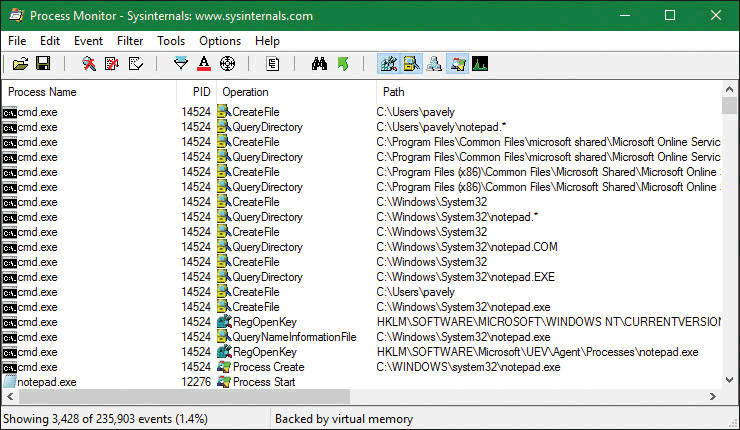 Process Monitor - Sysinternals: www.sysinternals.com
File Edit Event Filter Tools Options Help
Process Name PID Operation Path
cmd.exe 14524 CreateFile C:\Users\pavely
cmd.exe 14524 QueryDirectory C:\Users\pavely\notepad.*
cmd.exe 14524 CreateFile C:\Program Files\Common Files\microsoft shared\Microsoft Online Servic
cmd.exe 14524 QueryDirectory C:\Program Files\Common Files\microsoft shared\Microsoft Online Servic
cmd.exe 14524 CreateFile C:\Program Files (x86)\Common Files\Microsoft Shared\Microsoft Online
cmd.exe 14524 QueryDirectory C:\Program Files (x86)\Common Files\Microsoft Shared\Microsoft Online
cmd.exe 14524 CreateFile C:\Windows\System32
cmd.exe 14524 QueryDirectory C:\Windows\System32\notepad.*
cmd.exe 14524 CreateFile C:\Windows\System32
cmd.exe 14524 QueryDirectory C:\Windows\System32\notepad.COM
cmd.exe 14524 CreateFile C:\Windows\System32
cmd.exe 14524 QueryDirectory C:\Windows\System32\notepad.EXE
cmd.exe 14524 CreateFile C:\Users\pavely
cmd.exe 14524 CreateFile C:\Windows\System32\notepad.exe
cmd.exe 14524 RegOpenKey HKLM\SOFTWARE\MICROSOFT\WINDOWS NT\CURRENTVERSION
cmd.exe 14524 QueryNameInformationFile C:\Windows\System32\notepad.exe
cmd.exe 14524 RegOpenKey HKLM\SOFTWARE\Microsoft\UEV\Agent\Processes\notepad.exe
cmd.exe 14524 Process Create C:\WINDOWS\system32\notepad.exe
notepad.exe 12276 Process Start
Showing 3,428 of 235,903 events (1.4%) Backed by virtual memory